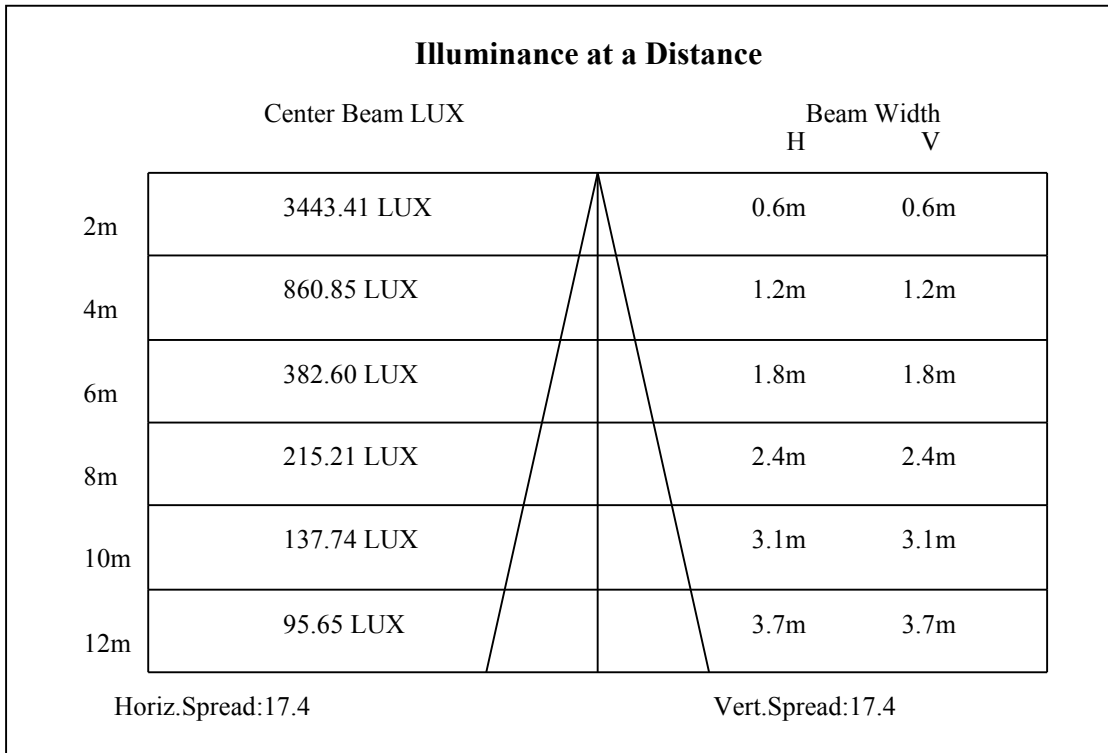 Illuminance at a Distance
Center Beam LUX Beam Width
H V
2m 3443.41 LUX 0.6m 0.6m
4m 860.85 LUX 1.2m 1.2m
6m 382.60 LUX 1.8m 1.8m
8m 215.21 LUX 2.4m 2.4m
10m 137.74 LUX 3.1m 3.1m
12m 95.65 LUX 3.7m 3.7m
Horiz.Spread:17.4 Vert.Spread:17.4